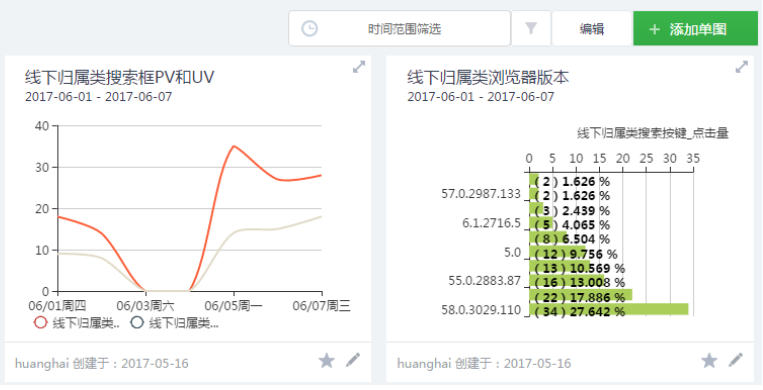 时间范围筛选
编辑
+ 添加单图
线下归属类搜索框PV和UV
2017-06-01 - 2017-06-07
40
30
20
10
0
06/01周四 06/03周六 06/05周一 06/07周三
线下归属类.. 线下归属类...
huanghai 创建于：2017-05-16
线下归属类浏览器版本
2017-06-01 - 2017-06-07
线下归属类搜索按键_点击量
0 5 10 15 20 25 30 35
( 2 ) 1.626 %
57.0.2987.133 ( 2 ) 1.626 %
( 3 ) 2.439 %
6.1.2716.5 ( 5 ) 4.065 %
( 8 ) 6.504 %
5.0 ( 12 ) 9.756 %
( 13 ) 10.569 %
55.0.2883.87 ( 16 ) 13.008 %
( 22 ) 17.886 %
58.0.3029.110 ( 34 ) 27.642 %
huanghai 创建于：2017-05-16